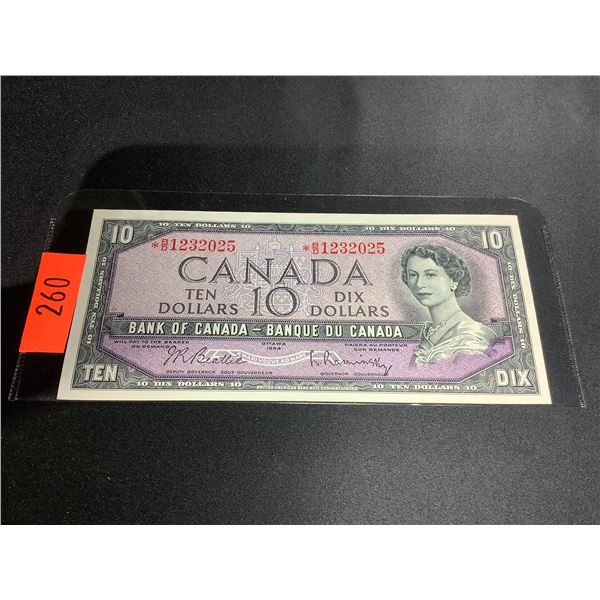 10 TEN DOLLARS 10 10 DIX DOLLARS 10
10 10
*B/D1232025 *B/D1232025
CANADA
TEN 10 DIX
DOLLARS DOLLARS
BANK OF CANADA – BANQUE DU CANADA
WILL PAY TO THE BEARER ON DEMAND
OTTAWA 1954
PAIERA AU PORTEUR SUR DEMANDE
DEPUTY GOVERNOR SOUS-GOUVERNEUR
GOVERNOR GOUVERNEUR
TEN DIX
10 DIX DOLLARS 10 10 TEN DOLLARS 10
260